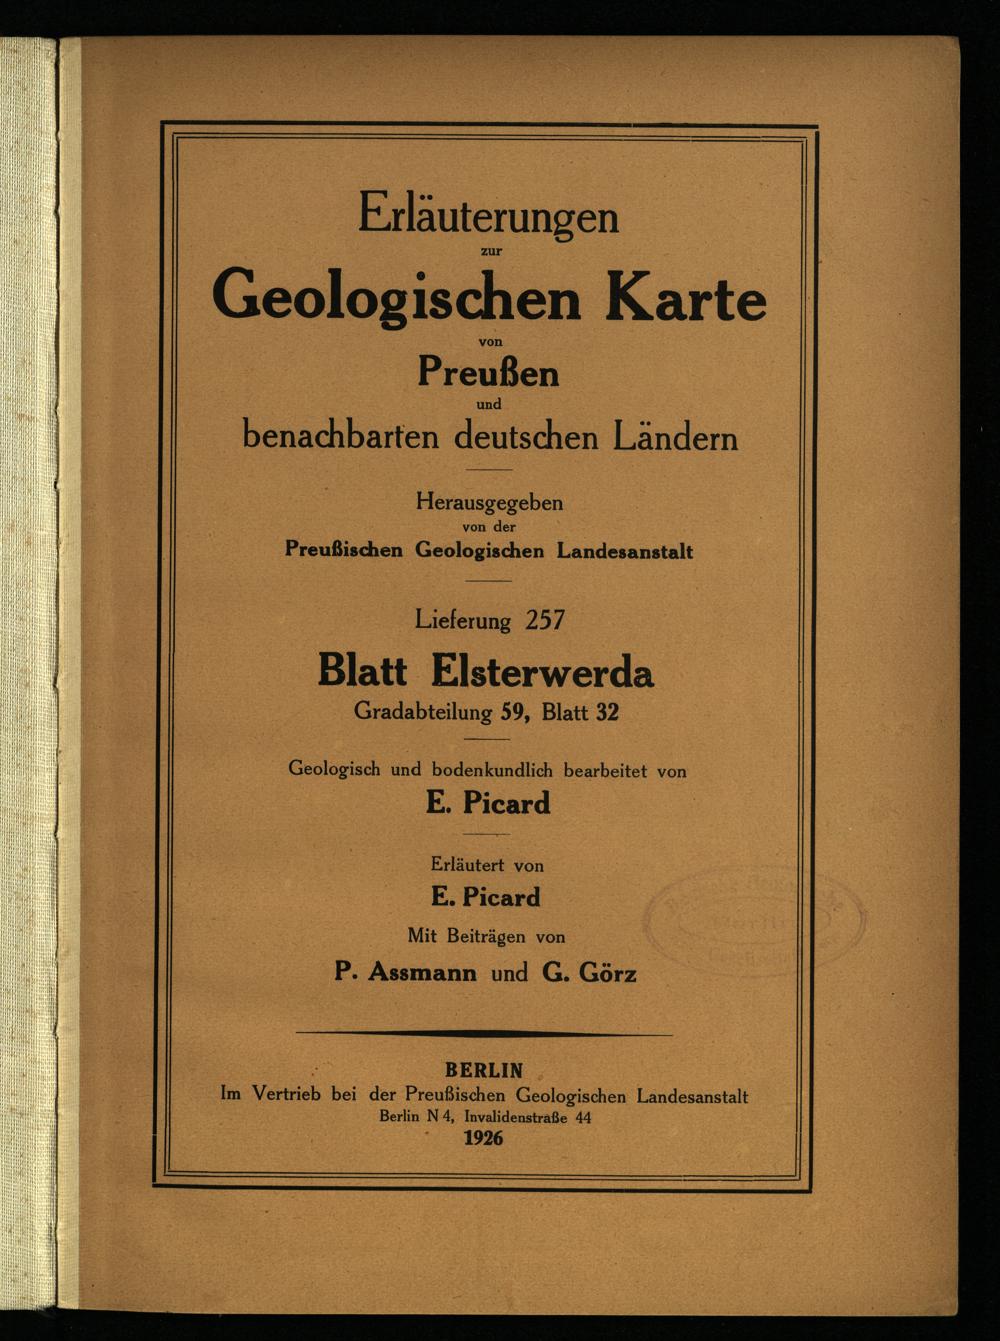 Erläuterungen
zur
Geologischen Karte
von
Preußen
und
benachbarten deutschen Ländern
Herausgegeben
von der
Preußischen Geologischen Landesanstalt
Lieferung 257
Blatt Elsterwerda
Gradabteilung 59, Blatt 32
Geologisch und bodenkundlich bearbeitet von
E. Picard
Erläutert von
E. Picard
Mit Beiträgen von
P. Assmann und G. Görz
BERLIN
Im Vertrieb bei der Preußischen Geologischen Landesanstalt
Berlin N 4, Invalidenstraße 44
1926